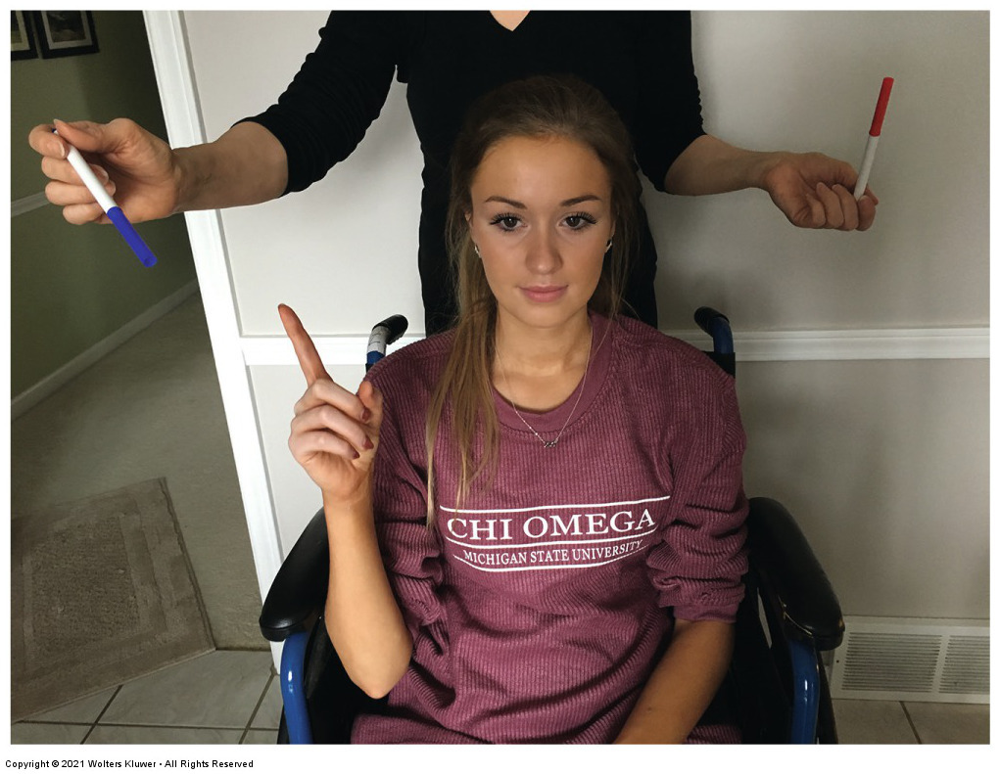 CHI OMEGA
MICHIGAN STATE UNIVERSITY
Copyright © 2021 Wolters Kluwer - All Rights Reserved